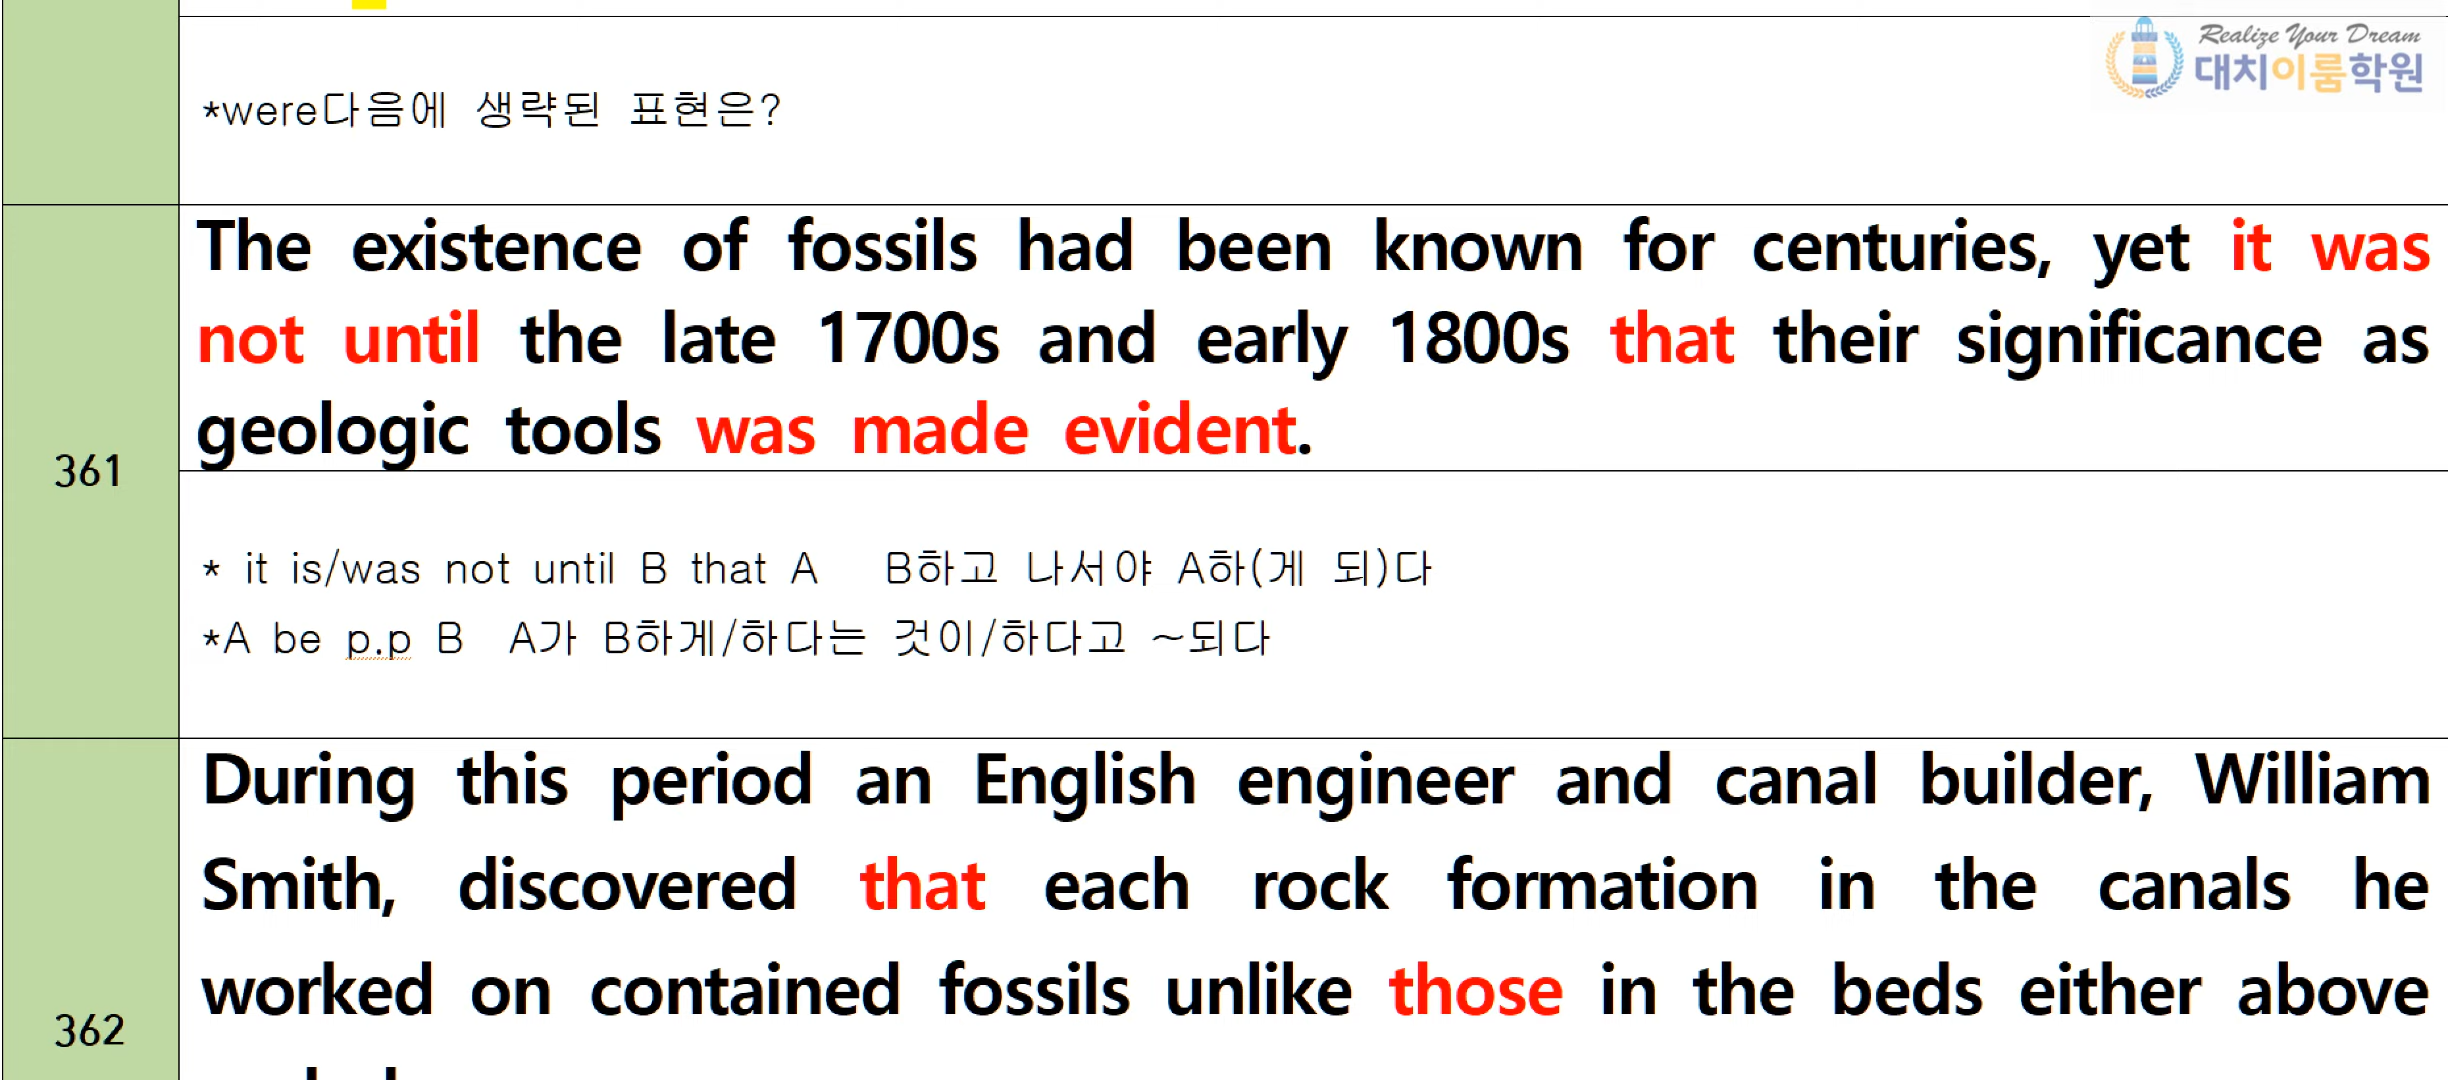 Realize Your Dream
대치이룸학원
*were다음에 생략된 표현은?
The existence of fossils had been known for centuries, yet it was
not until the late 1700s and early 1800s that their significance as
geologic tools was made evident.
361
* it is/was not until B that A B하고 나서야 A하(게 되)다
*A be p.p B A가 B하게/하다는 것이/하다고 ~되다
During this period an English engineer and canal builder, William
Smith, discovered that each rock formation in the canals he
worked on contained fossils unlike those in the beds either above
362